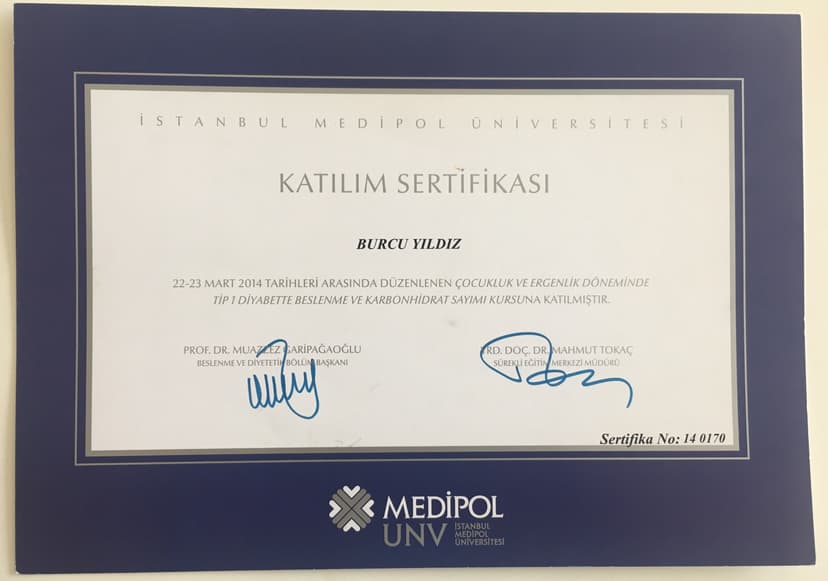 İSTANBUL MEDİPOL ÜNİVERSİTESİ
KATILIM SERTİFİKASI
BURCU YILDIZ
22-23 MART 2014 TARİHLERİ ARASINDA DÜZENLENEN ÇOCUKLUK VE ERGENLİK DÖNEMİNDE
TİP 1 DİYABETTE BESLENME VE KARBONHİDRAT SAYIMI KURSUNA KATILMIŞTIR.
PROF. DR. MUAZZEZ GARİPAĞAOĞLU
BESLENME VE DİYETETİK BÖLÜM BAŞKANI
YRD. DOÇ. DR. MAHMUT TOKAÇ
SÜREKLİ EĞİTİM MERKEZİ MÜDÜRÜ
Sertifika No: 14 0170
MEDİPOL
UNV
İSTANBUL
MEDİPOL
ÜNİVERSİTESİ